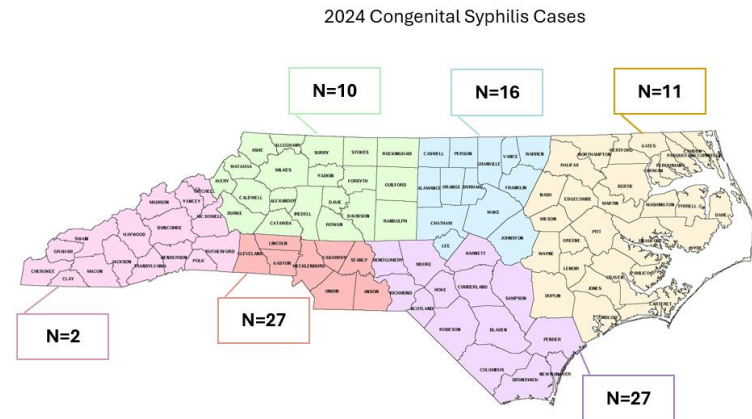 2024 Congenital Syphilis Cases
N=10
N=16
N=11
ASHE
ALLEGHANY
SURRY
STOKES
ROCKINGHAM
CASWELL
PERSON
GRANVILLE
VANCE
WARREN
NORTHAMPTON
HERTFORD
GATES
HALIFAX
WATAUGA
WILKES
YADKIN
FORSYTH
GUILFORD
ALAMANCE
ORANGE
DURHAM
FRANKLIN
NASH
BERTIE
AVERY
MITCHELL
CALDWELL
ALEXANDER
IREDELL
DAVIE
DAVIDSON
RANDOLPH
CHATHAM
WAKE
EDGECOMBE
MARTIN
WASHINGTON
TYRRELL
DARE
MADISON
YANCEY
BURKE
MC DOWELL
CATAWBA
ROWAN
WILSON
PITT
BEAUFORT
SWAIN
HAYWOOD
BUNCOMBE
RUTHERFORD
LINCOLN
CLEVELAND
GASTON
MECKLENBURG
CABARRUS
STANLY
MONTGOMERY
MOORE
LEE
HARNETT
JOHNSTON
WAYNE
GREENE
LENOIR
CRAVEN
PAMLICO
GRAHAM
CHEROKEE
CLAY
MACON
JACKSON
TRANSYLVANIA
HENDERSON
POLK
UNION
ANSON
RICHMOND
HOKE
CUMBERLAND
SAMPSON
DUPLIN
JONES
CARTERET
ONSLOW
SCOTLAND
ROBESON
BLADEN
PENDER
COLUMBUS
BRUNSWICK
NEW HANOVER
N=2
N=27
N=27